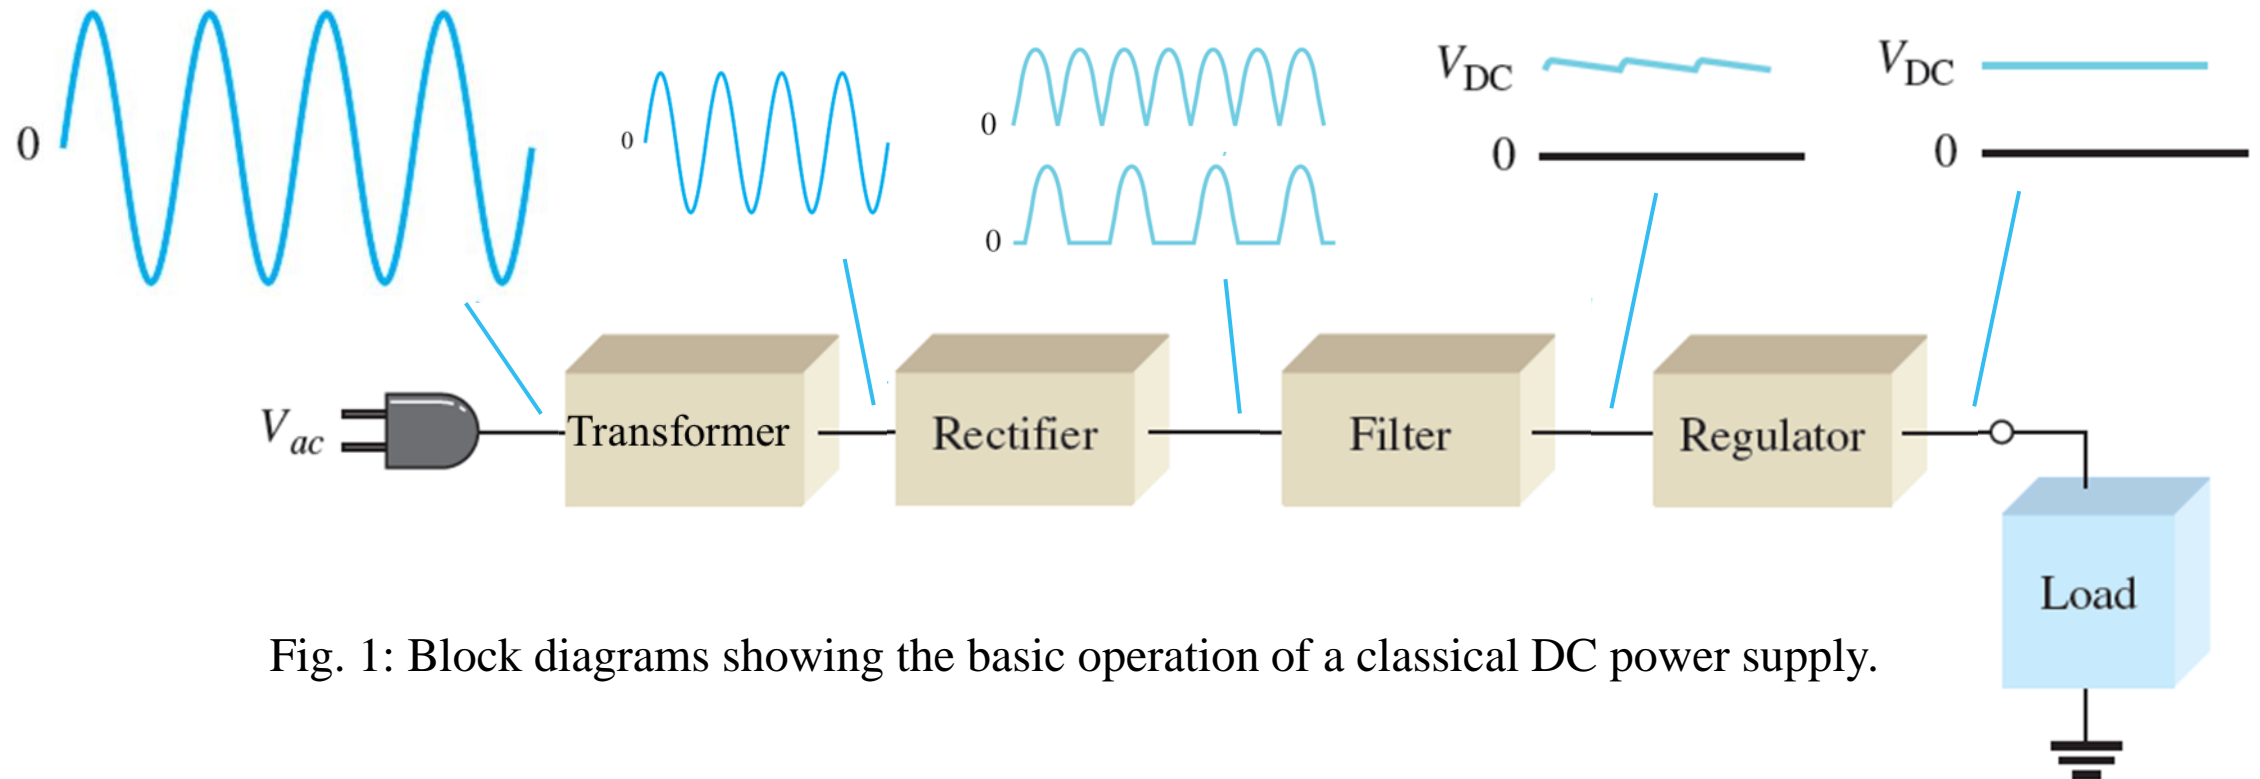 0
0
0
0
V_DC
0
V_DC
0
V_ac
Transformer
Rectifier
Filter
Regulator
Load
Fig. 1: Block diagrams showing the basic operation of a classical DC power supply.